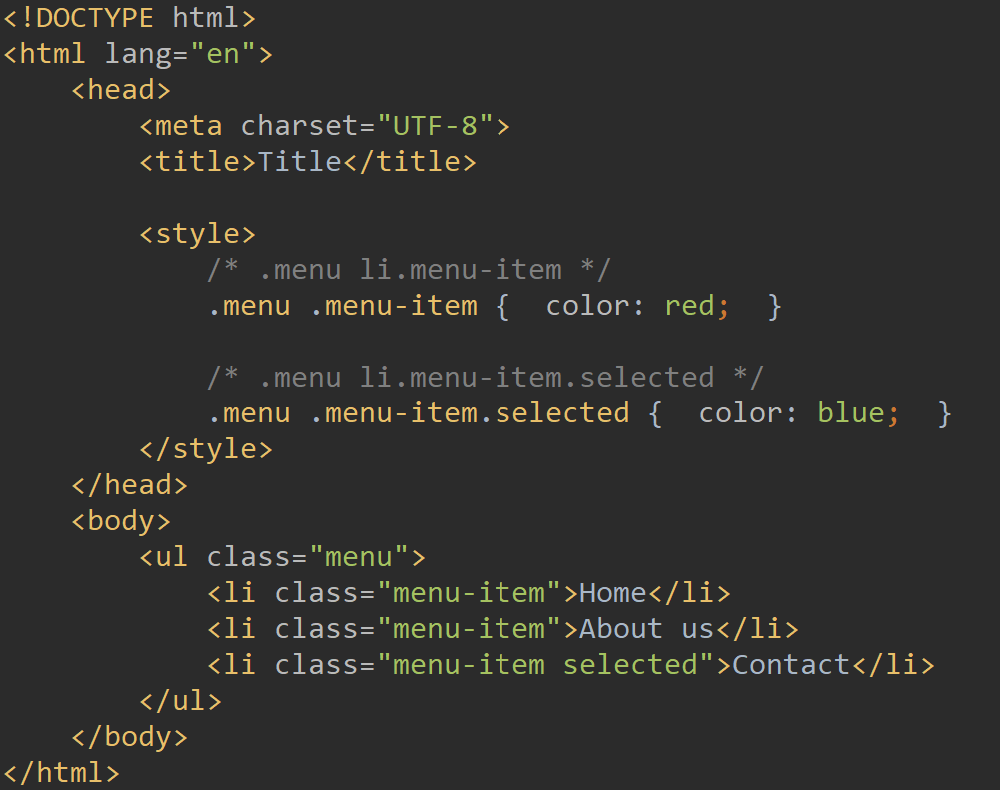 <!DOCTYPE html>
<html lang="en">
    <head>
        <meta charset="UTF-8">
        <title>Title</title>

        <style>
            /* .menu li.menu-item */
            .menu .menu-item {  color: red;  }

            /* .menu li.menu-item.selected */
            .menu .menu-item.selected {  color: blue;  }
        </style>
    </head>
    <body>
        <ul class="menu">
            <li class="menu-item">Home</li>
            <li class="menu-item">About us</li>
            <li class="menu-item selected">Contact</li>
        </ul>
    </body>
</html>